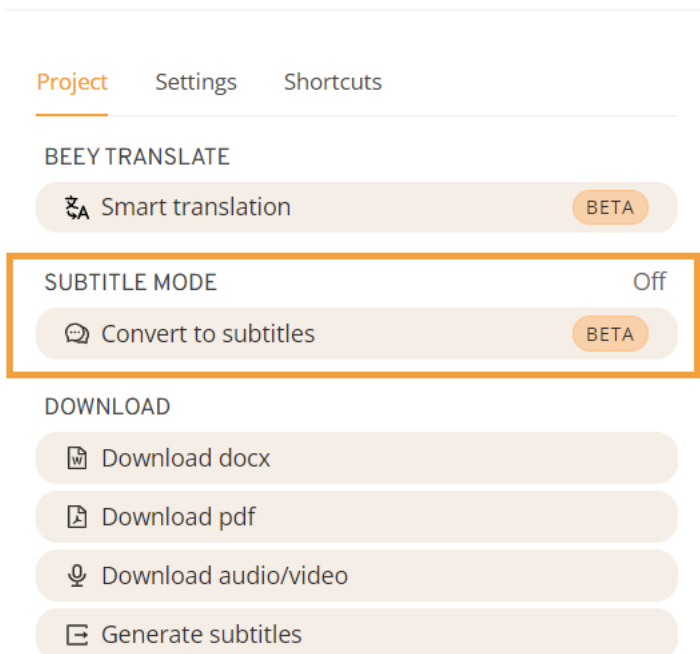 Project Settings Shortcuts
BEEY TRANSLATE
Smart translation BETA
SUBTITLE MODE Off
Convert to subtitles BETA
DOWNLOAD
Download docx
Download pdf
Download audio/video
Generate subtitles